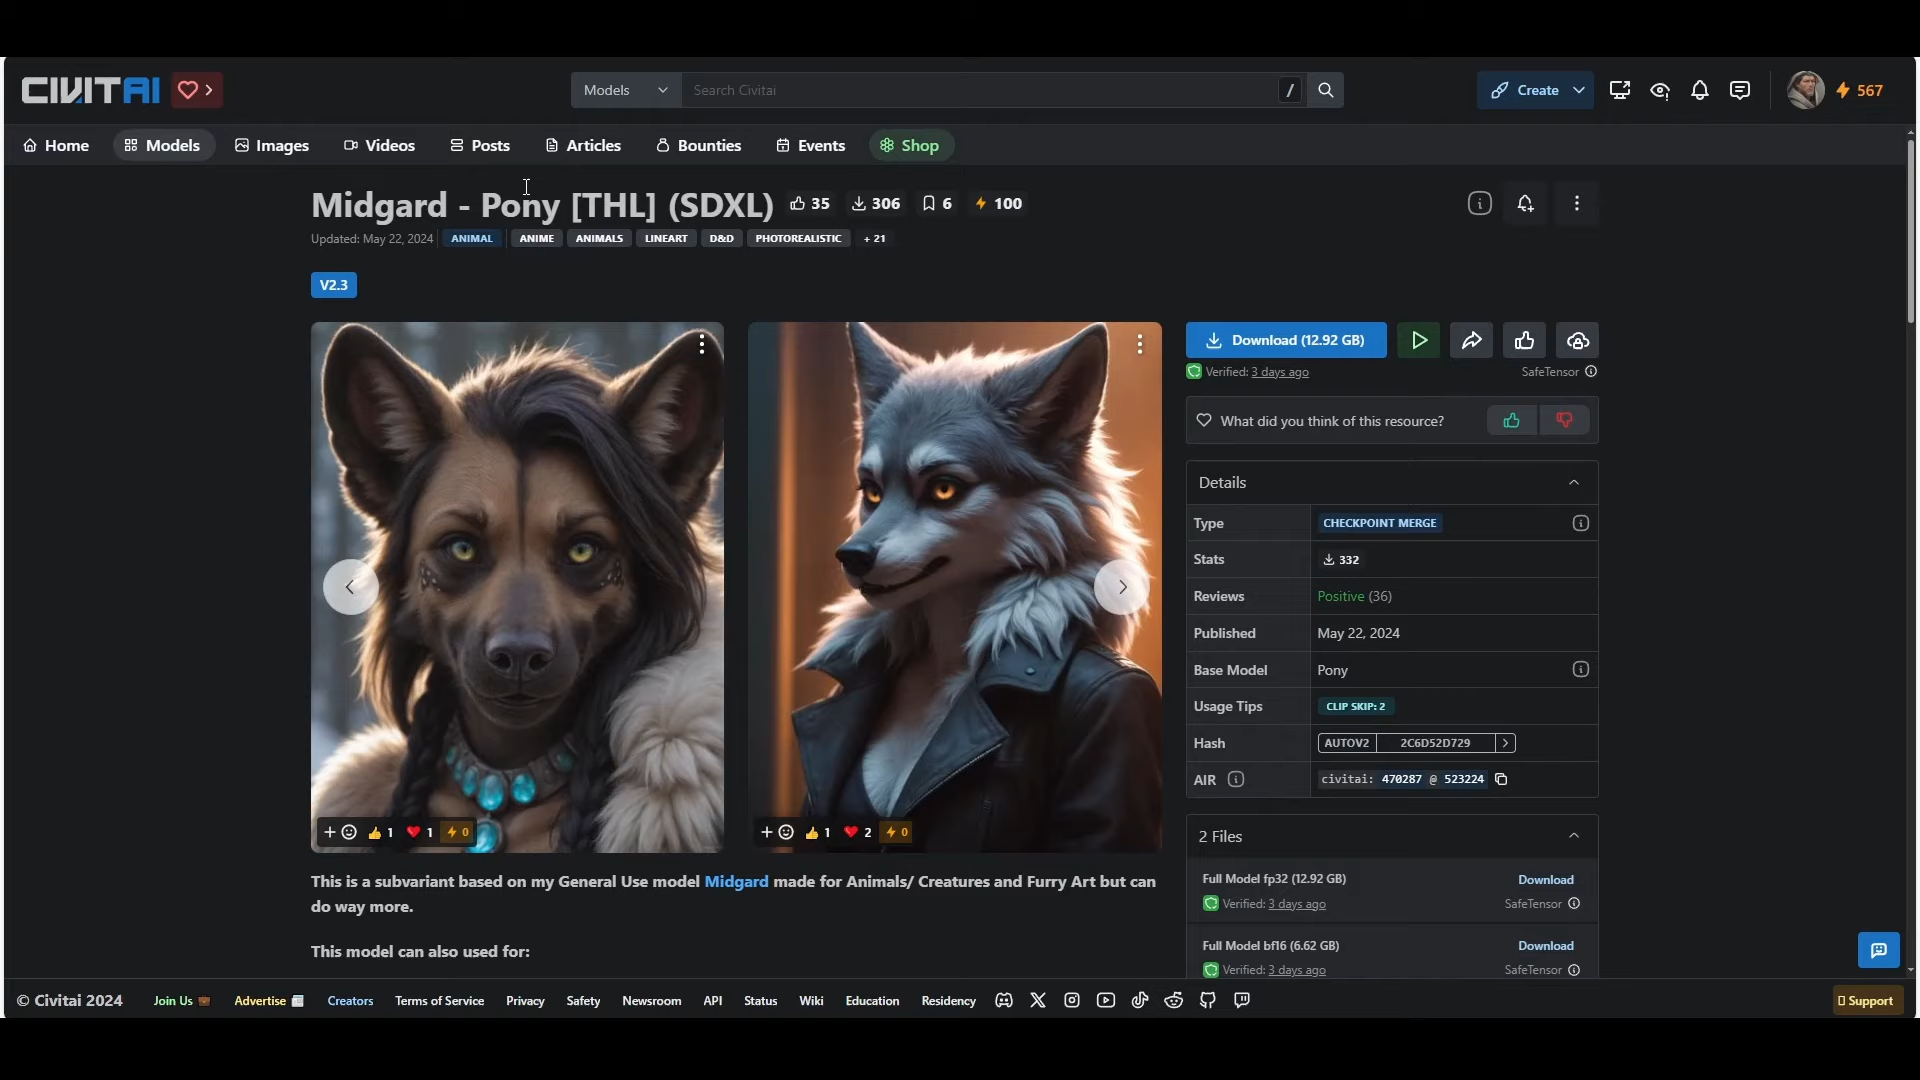 CIVITAI
Models
Search Civitai
/
Create
567
Home
Models
Images
Videos
Posts
Articles
Bounties
Events
Shop
Midgard - Pony [THL] (SDXL)
35
306
6
100
Updated: May 22, 2024
ANIMAL
ANIME
ANIMALS
LINEART
D&D
PHOTOREALISTIC
+ 21
V2.3
1
1
0
1
2
0
This is a subvariant based on my General Use model Midgard made for Animals/ Creatures and Furry Art but can
do way more.
This model can also used for:
Download (12.92 GB)
Verified: 3 days ago
SafeTensor
What did you think of this resource?
Details
Type
CHECKPOINT MERGE
Stats
332
Reviews
Positive (36)
Published
May 22, 2024
Base Model
Pony
Usage Tips
CLIP SKIP: 2
Hash
AUTOV2
2C6D52D729
AIR
civitai: 470287 @ 523224
2 Files
Full Model fp32 (12.92 GB)
Download
Verified: 3 days ago
SafeTensor
Full Model bf16 (6.62 GB)
Download
Verified: 3 days ago
SafeTensor
© Civitai 2024
Join Us
Advertise
Creators
Terms of Service
Privacy
Safety
Newsroom
API
Status
Wiki
Education
Residency
Support